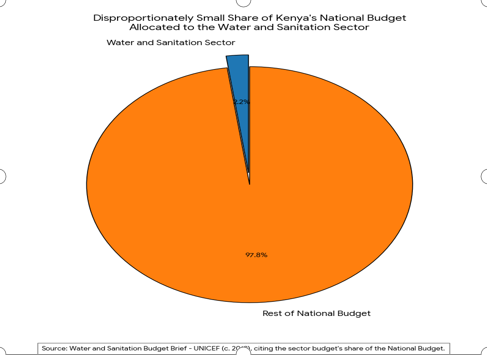 Disproportionately Small Share of Kenya's National Budget
Allocated to the Water and Sanitation Sector
Water and Sanitation Sector
2.2%
97.8%
Rest of National Budget
Source: Water and Sanitation Budget Brief - UNICEF (c. citing the sector budget's share of the National Budget.